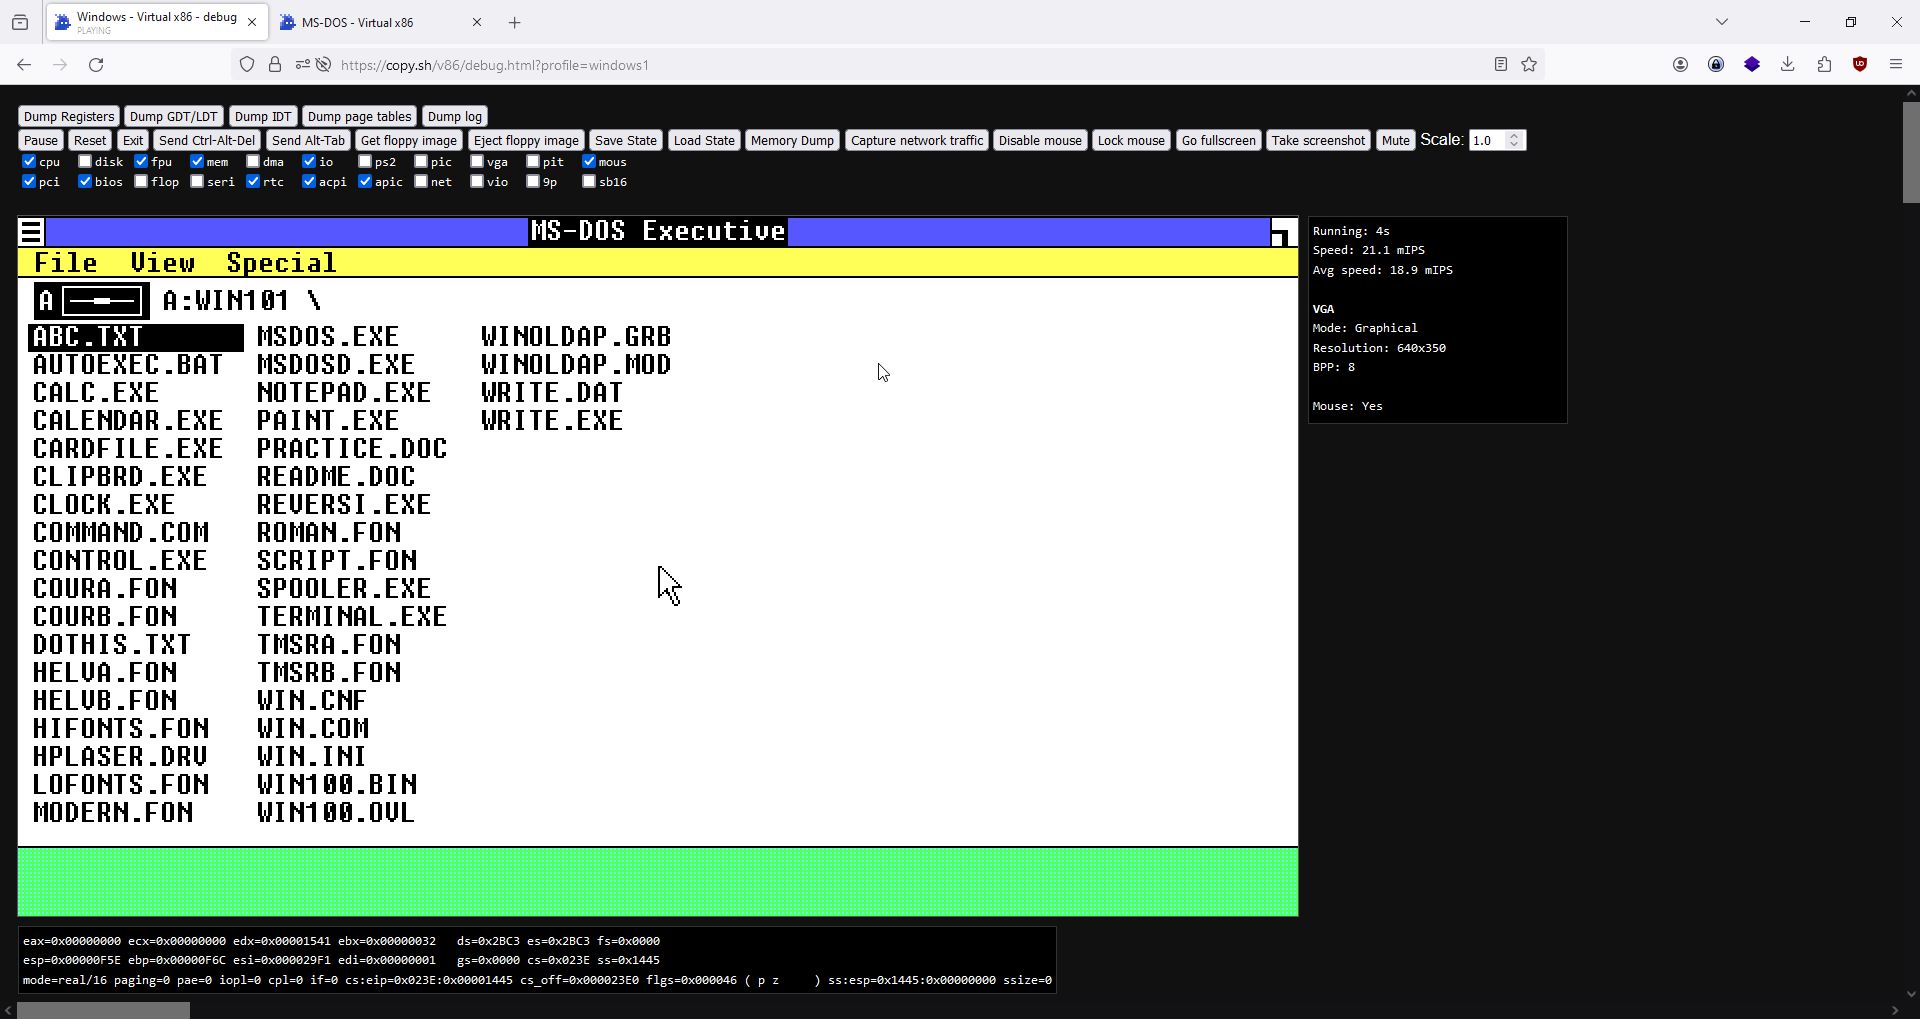 Windows - Virtual x86 - debug
PLAYING
MS-DOS - Virtual x86
https://copy.sh/v86/debug.html?profile=windows1
Dump Registers Dump GDT/LDT Dump IDT Dump page tables Dump log
Pause Reset Exit Send Ctrl-Alt-Del Send Alt-Tab Get floppy image Eject floppy image Save State Load State Memory Dump Capture network traffic Disable mouse Lock mouse Go fullscreen Take screenshot Mute Scale: 1.0
cpu disk fpu mem dma io ps2 pic vga pit mous
pci bios flop seri rtc acpi apic net vio 9p sb16
MS-DOS Executive
File View Special
A A:WIN101 \
ABC.TXT MSDOS.EXE WINOLDAP.GRB
AUTOEXEC.BAT MSDOSD.EXE WINOLDAP.MOD
CALC.EXE NOTEPAD.EXE WRITE.DAT
CALENDAR.EXE PAINT.EXE WRITE.EXE
CARDFILE.EXE PRACTICE.DOC
CLIPBRD.EXE README.DOC
CLOCK.EXE REVERSI.EXE
COMMAND.COM ROMAN.FON
CONTROL.EXE SCRIPT.FON
COURA.FON SPOOLER.EXE
COURB.FON TERMINAL.EXE
DOTHIS.TXT TMSRA.FON
HELVA.FON TMSRB.FON
HELVB.FON WIN.CNF
HIFONTS.FON WIN.COM
HPLASER.DRV WIN.INI
LOFONTS.FON WIN100.BIN
MODERN.FON WIN100.OVL
Running: 4s
Speed: 21.1 mIPS
Avg speed: 18.9 mIPS
VGA
Mode: Graphical
Resolution: 640x350
BPP: 8
Mouse: Yes
eax=0x00000000 ecx=0x00000000 edx=0x00001541 ebx=0x00000032 ds=0x2BC3 es=0x2BC3 fs=0x0000
esp=0x00000F5E ebp=0x00000F6C esi=0x000029F1 edi=0x00000001 gs=0x0000 cs=0x023E ss=0x1445
mode=real/16 paging=0 pae=0 iopl=0 cpl=0 if=0 cs:eip=0x023E:0x00001445 cs_off=0x000023E0 flgs=0x000046 ( p z ) ss:esp=0x1445:0x00000000 ssize=0